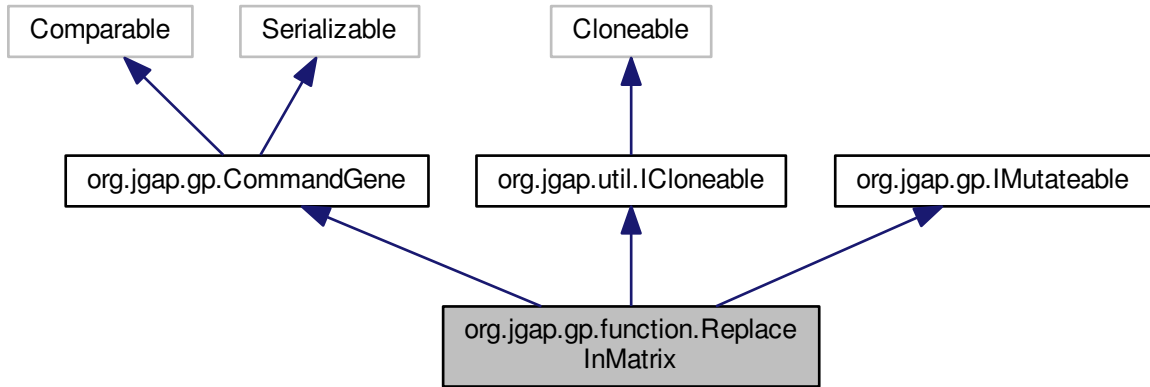 Comparable
Serializable
Cloneable
org.jgap.gp.CommandGene
org.jgap.util.ICloneable
org.jgap.gp.IMutateable
org.jgap.gp.function.Replace
InMatrix